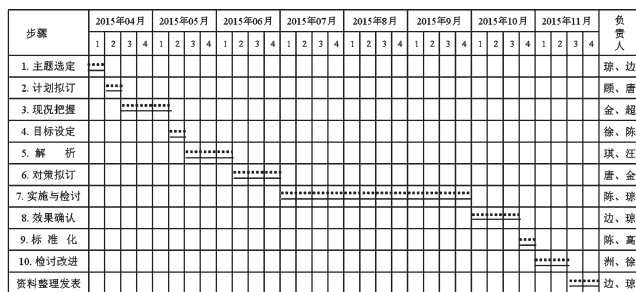 步骤 2015年04月 2015年05月 2015年06月 2015年07月 2015年08月 2015年09月 2015年10月 2015年11月 负责人
1 2 3 4 1 2 3 4 1 2 3 4 1 2 3 4 1 2 3 4 1 2 3 4 1 2 3 4 1 2 3 4
1. 主题选定 琼、边
2. 计划拟订 顾、唐
3. 现况把握 金、超
4. 目标设定 徐、陈
5. 解 析 琪、汪
6. 对策拟订 唐、金
7. 实施与检讨 陈、琼
8. 效果确认 边、琼
9. 标 准 化 陈、高
10. 检讨改进 洲、徐
资料整理发表 边、琼